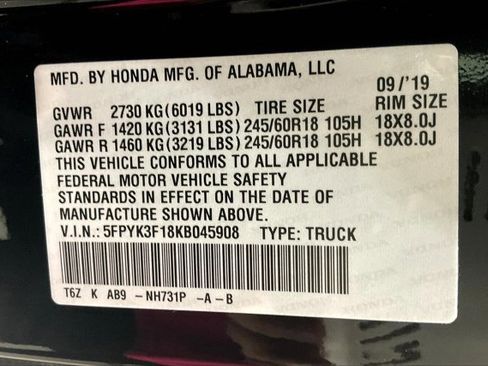 MFD. BY HONDA MFG. OF ALABAMA, LLC 09/'19
GVWR 2730 KG(6019 LBS) TIRE SIZE RIM SIZE
GAWR F 1420 KG(3131 LBS) 245/60R18 105H 18X8.0J
GAWR R 1460 KG(3219 LBS) 245/60R18 105H 18X8.0J
THIS VEHICLE CONFORMS TO ALL APPLICABLE
FEDERAL MOTOR VEHICLE SAFETY
STANDARDS IN EFFECT ON THE DATE OF
MANUFACTURE SHOWN ABOVE.
V.I.N.: 5FPYK3F18KB045908 TYPE: TRUCK
T6Z K AB9 -NH731P -A-B